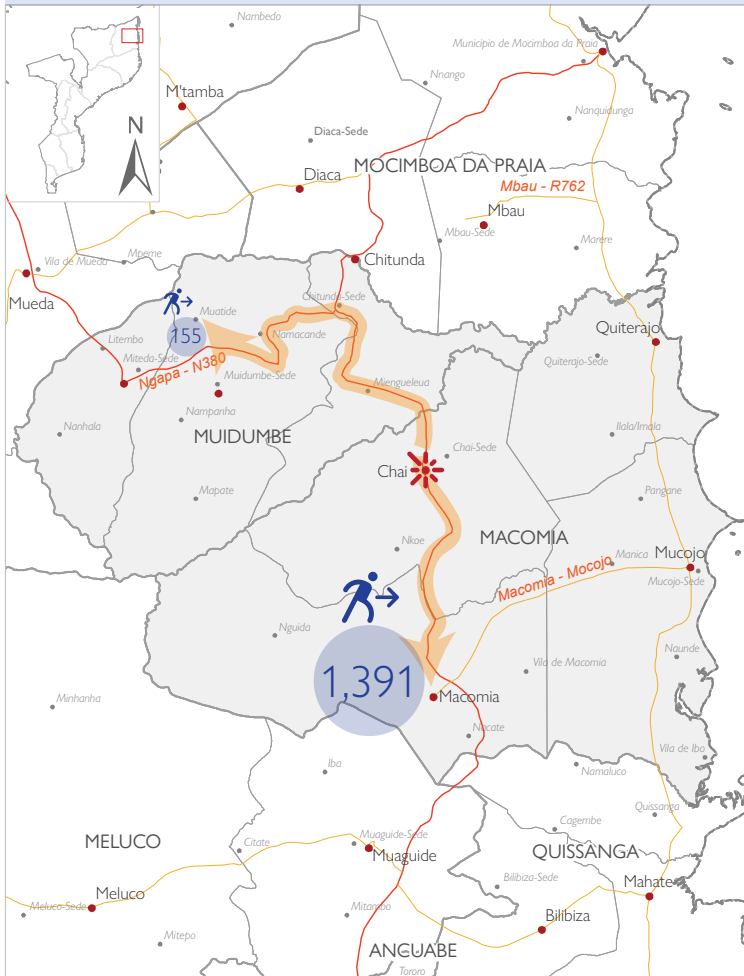 Nambedo
Municipio de Mocimboa da Praia
Nnango
M'tamba
N
Nanquidunga
Diaca-Sede
MOCIMBOA DA PRAIA
Diaca
Mbau - R762
Mbau
Mbau-Sede
Marere
Mpeme
Vila de Mueda
Chitunda
Mueda
Chitunda-Sede
Muatide
155
Namacande
Quiterajo
Litembo
Miteda-Sede
Quiterajo-Sede
Ngapa - N380
Muidumbe-Sede
Miengueleua
Nampanha
Nanhala
MUIDUMBE
Ilala/Imala
Chai-Sede
Chai
Mapate
Pangane
MACOMIA
Nkoe
Manica
Mucojo
Macomia - Mocojo
Mucojo-Sede
Nguida
Naunde
1,391
Vila de Macomia
Macomia
Minhanha
Nacate
Vila de Ibo
Iba
Namaluco
Quissanga
Cagembe
Muaguide-Sede
MELUCO
Citate
Muaguide
QUISSANGA
Bilibiza-Sede
Mahate
Meluco
Meluco-Sede
Mitambo
Bilibiza
Mitepo
ANCUABE
Tororo